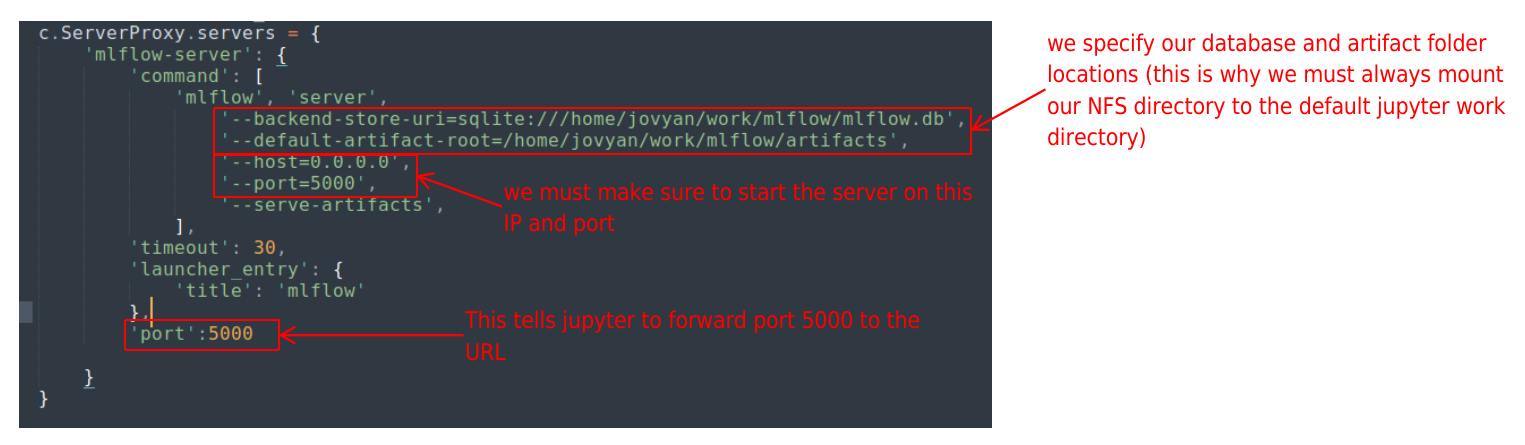 c.ServerProxy.servers = {
'mlflow-server': {
'command': [
'mlflow', 'server',
'--backend-store-uri=sqlite:///home/jovyan/work/mlflow/mlflow.db',
'--default-artifact-root=/home/jovyan/work/mlflow/artifacts',
'--host=0.0.0.0',
'--port=5000',
'--serve-artifacts',
],
'timeout': 30,
'launcher_entry': {
'title': 'mlflow'
},
'port':5000
}
}
we specify our database and artifact folder
locations (this is why we must always mount
our NFS directory to the default jupyter work
directory)
we must make sure to start the server on this
IP and port
This tells jupyter to forward port 5000 to the
URL